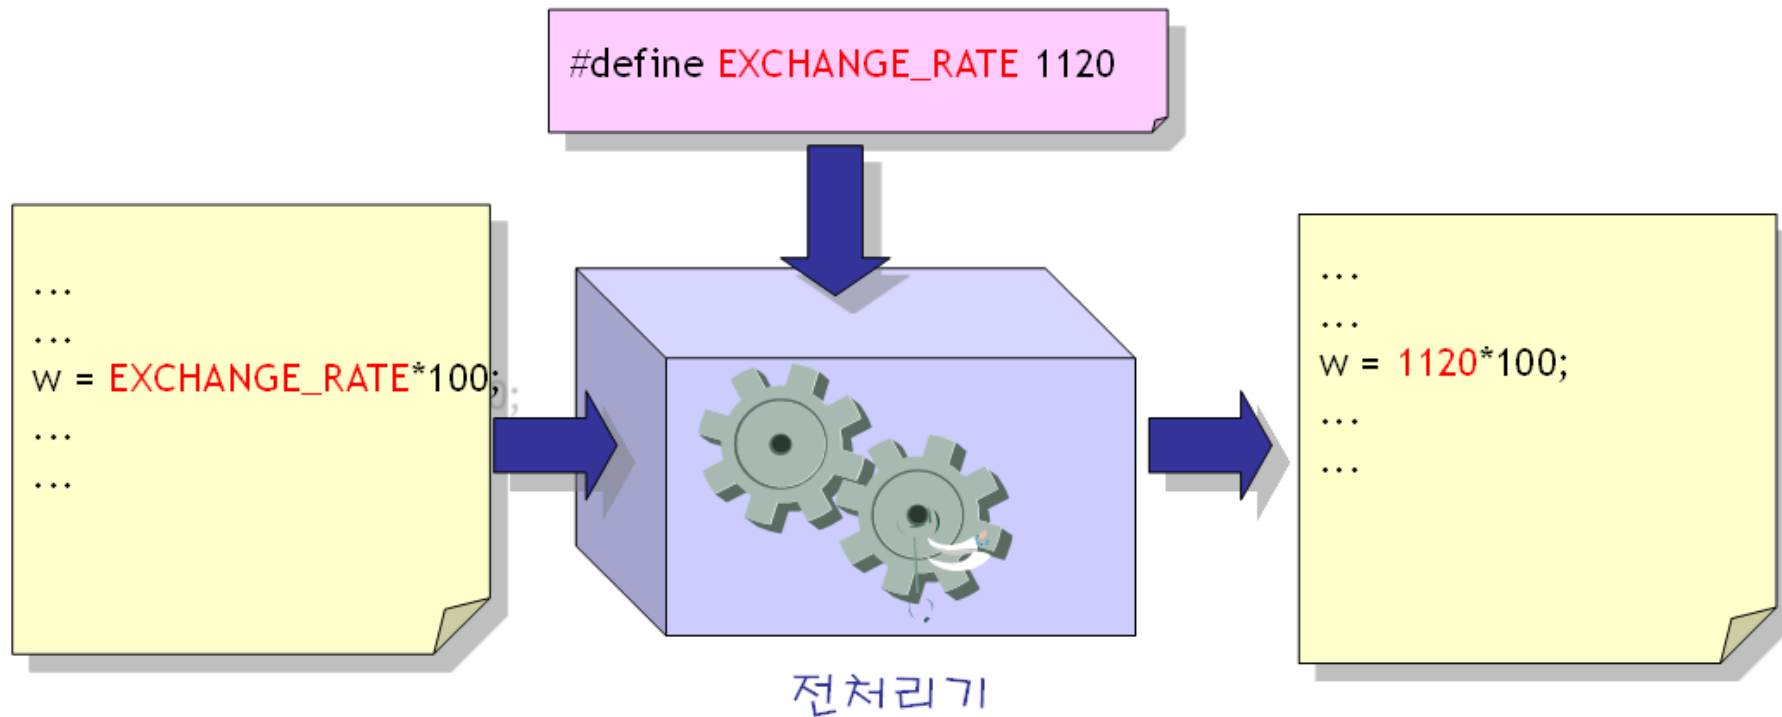 #define EXCHANGE_RATE 1120
...
...
w = EXCHANGE_RATE*100;
...
...
...
...
w = 1120*100;
...
...
전처리기